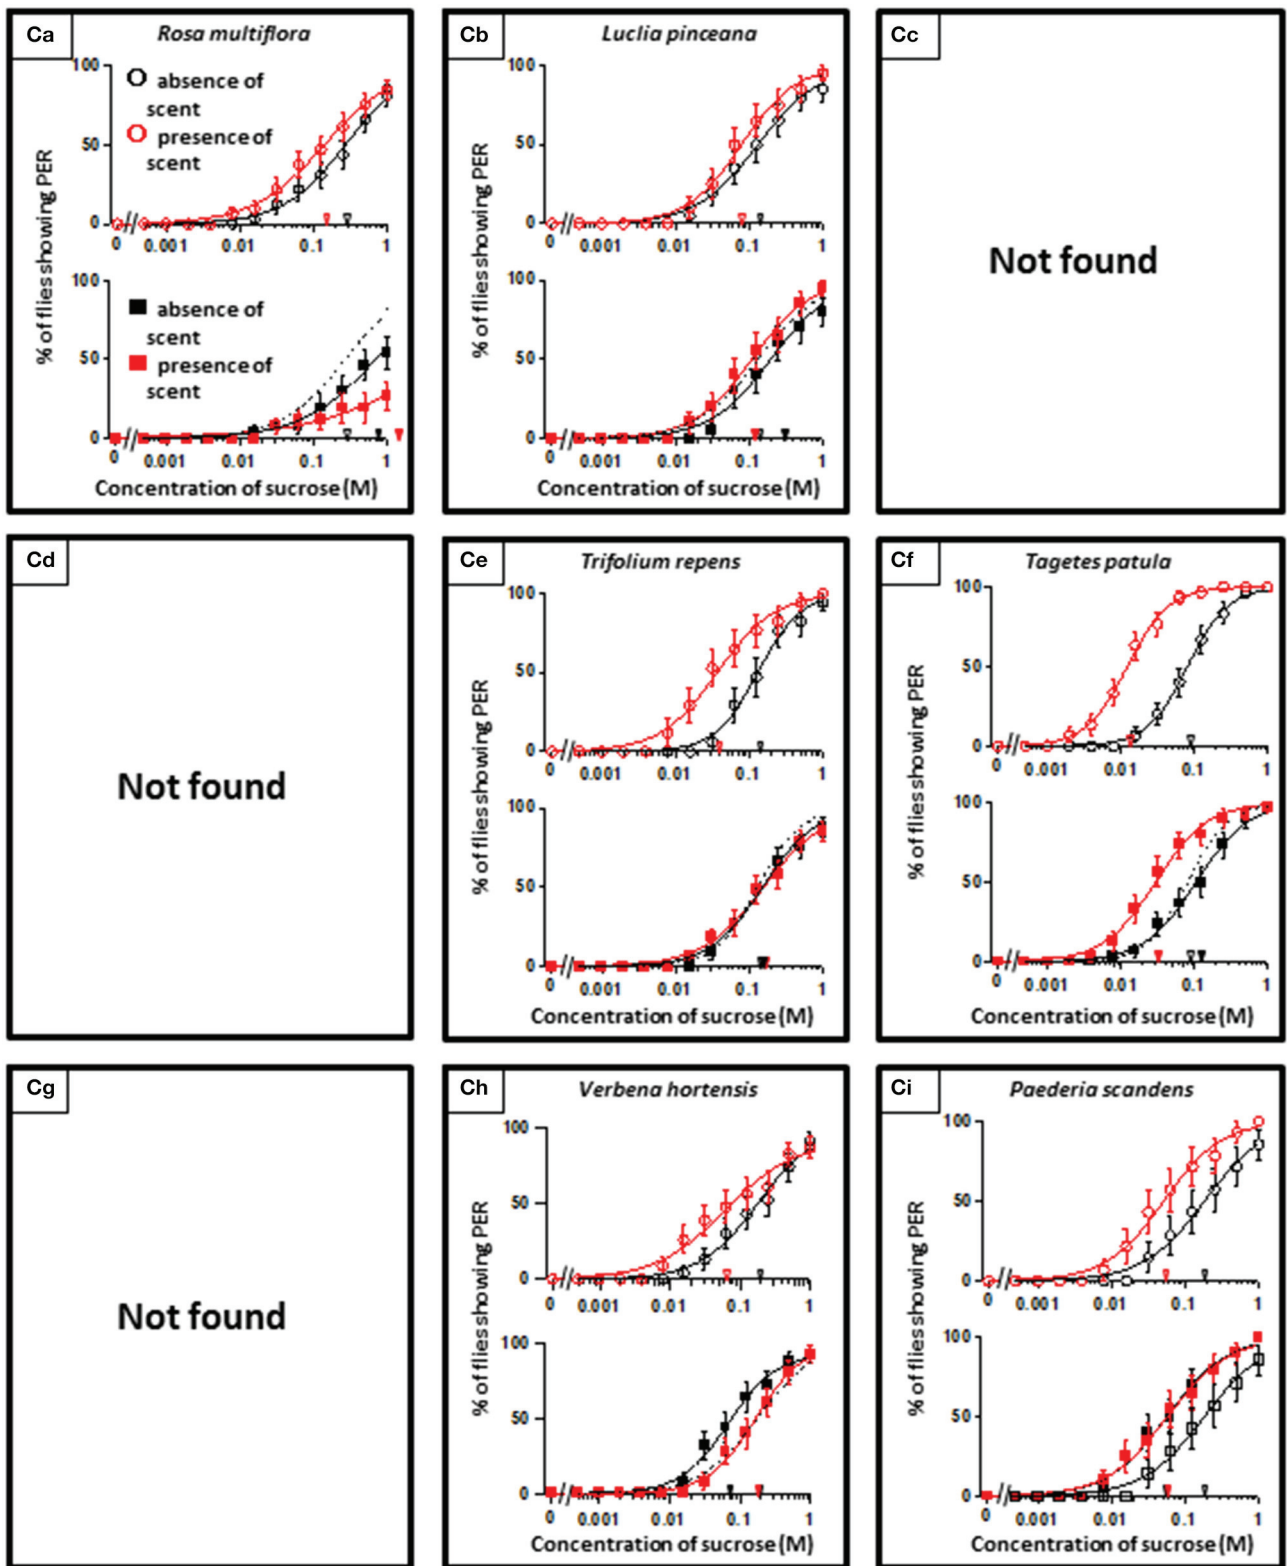 Ca
Rosa multiflora
% of flies showing PER
100
50
0
absence of
scent
presence of
scent
0 0.001 0.01 0.1 1
100
50
0
absence of
scent
presence of
scent
0 0.001 0.01 0.1 1
Concentration of sucrose (M)
Cb
Luclia pinceana
% of flies showing PER
100
50
0
0 0.001 0.01 0.1 1
100
50
0
0 0.001 0.01 0.1 1
Concentration of sucrose (M)
Cc
Not found
Cd
Not found
Ce
Trifolium repens
% of flies showing PER
100
50
0
0 0.001 0.01 0.1 1
100
50
0
0 0.001 0.01 0.1 1
Concentration of sucrose (M)
Cf
Tagetes patula
% of flies showing PER
100
50
0
0 0.001 0.01 0.1 1
100
50
0
0 0.001 0.01 0.1 1
Concentration of sucrose (M)
Cg
Not found
Ch
Verbena hortensis
% of flies showing PER
100
50
0
0 0.001 0.01 0.1 1
100
50
0
0 0.001 0.01 0.1 1
Concentration of sucrose (M)
Ci
Paederia scandens
% of flies showing PER
100
50
0
0 0.001 0.01 0.1 1
100
50
0
0 0.001 0.01 0.1 1
Concentration of sucrose (M)